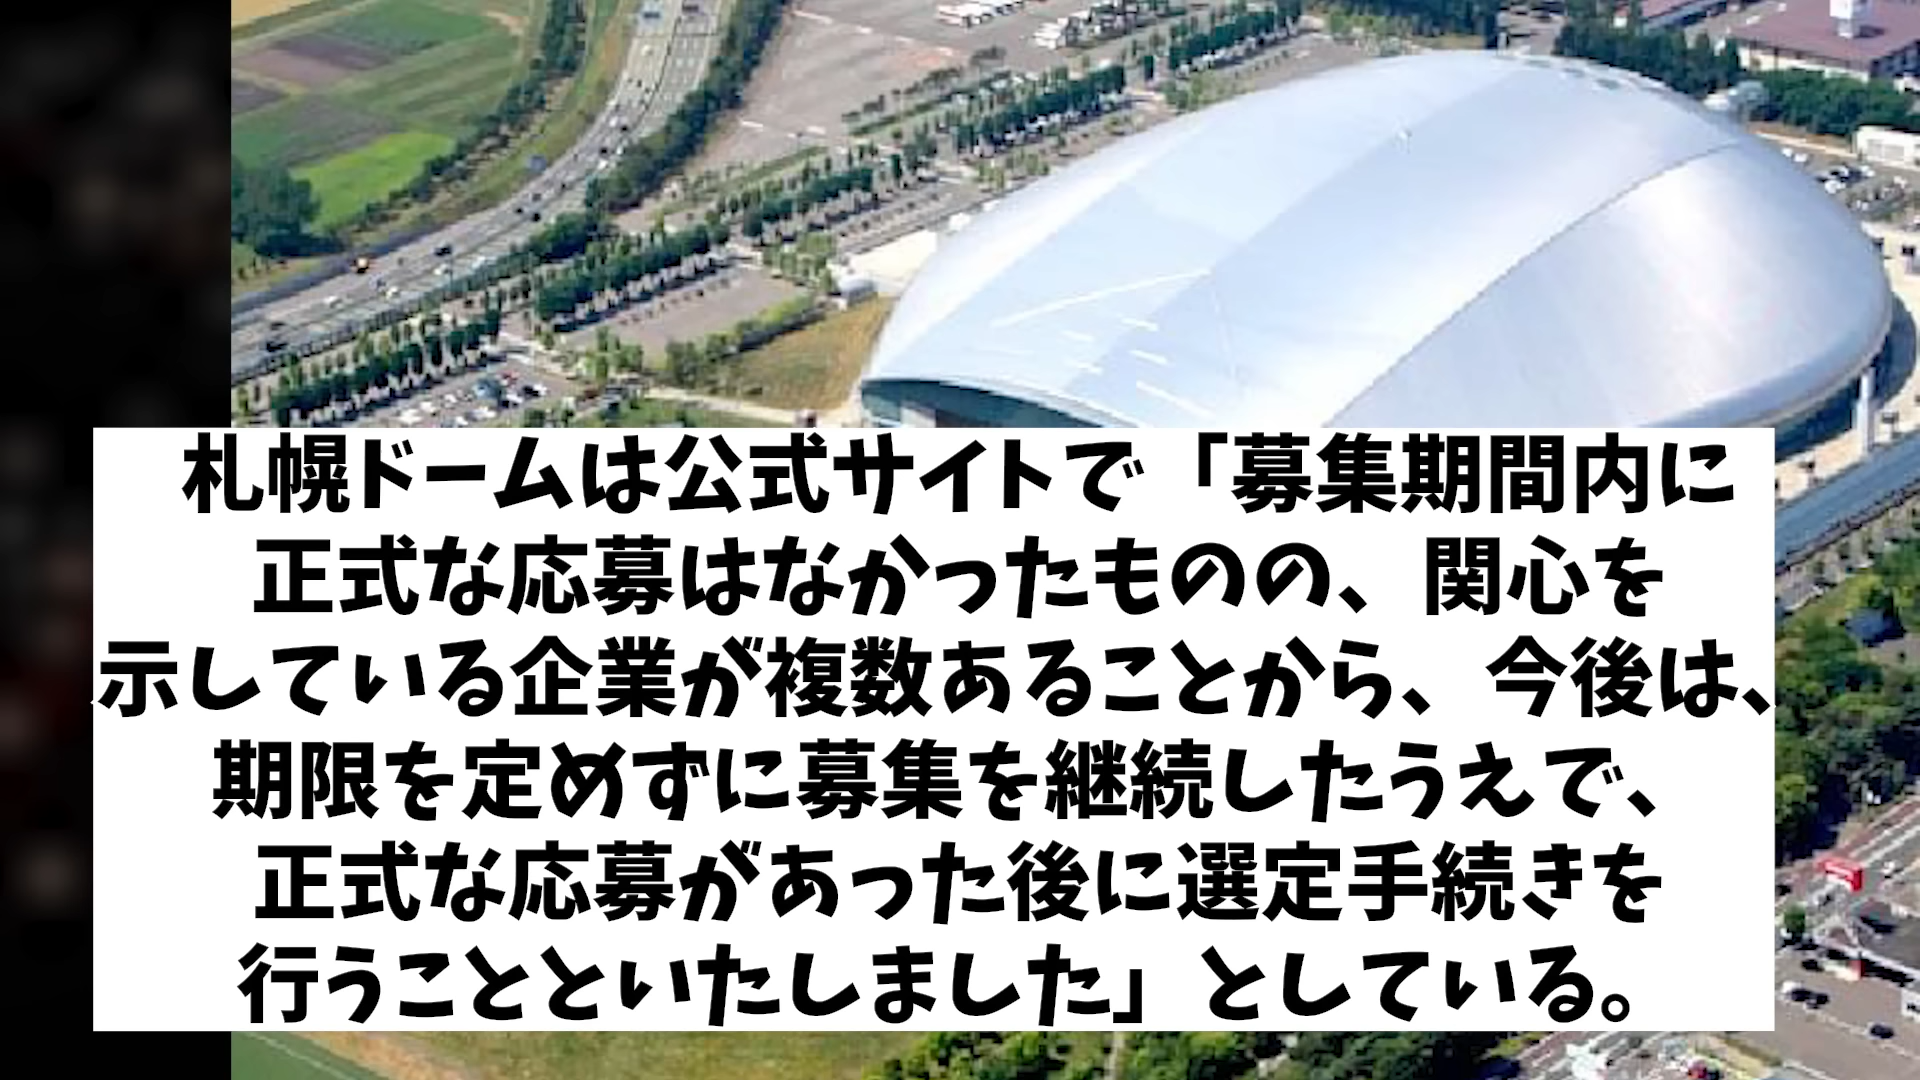 札幌ドームは公式サイトで「募集期間内に
正式な応募はなかったものの、関心を
示している企業が複数あることから、今後は、
期限を定めずに募集を継続したうえで、
正式な応募があった後に選定手続きを
行うことといたしました」としている。